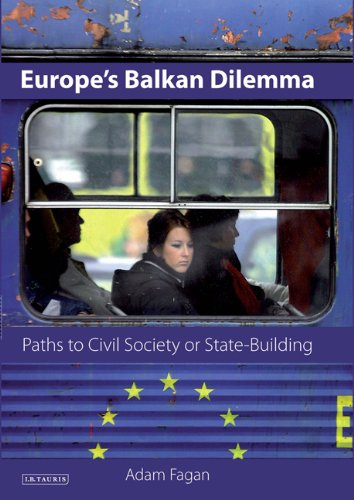 Europe's Balkan Dilemma
Paths to Civil Society or State-Building
E
I.B.TAURIS
Adam Fagan